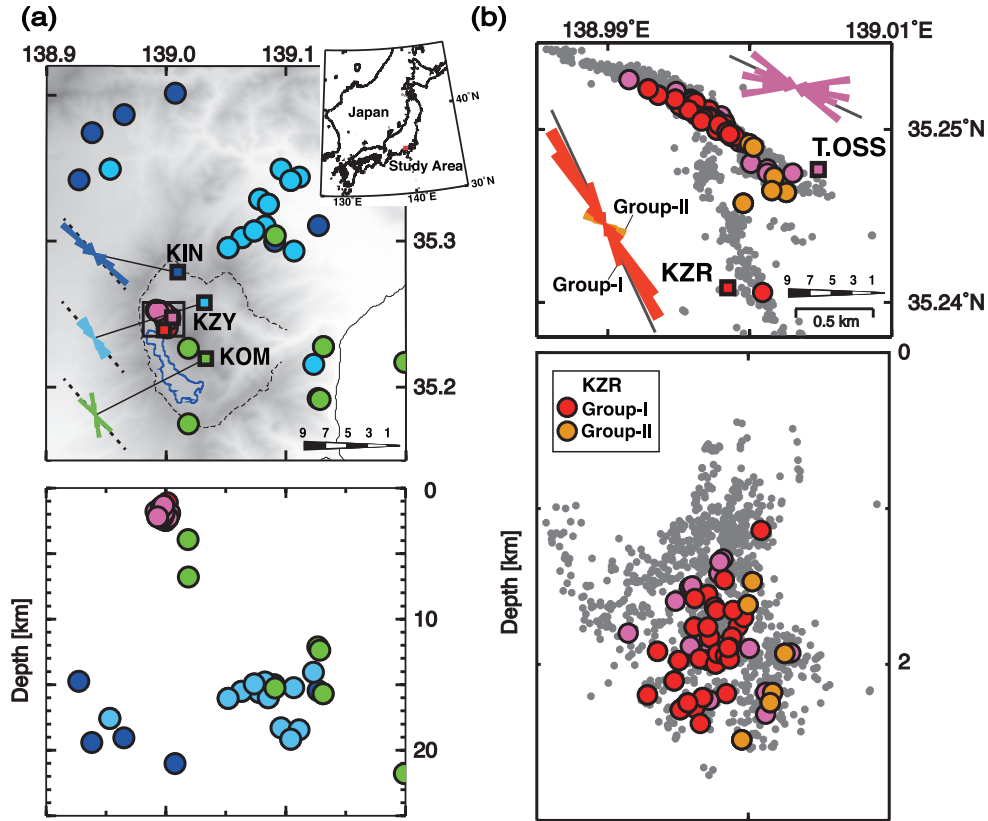 (a)
138.9 139.0 139.1
40°
Japan
Study Area
30°
130°E
140°E
35.3
KIN
KZY
KOM
35.2
9 7 5 3 1
0
10
20
Depth [km]
(b)
138.99°E 139.01°E
35.25°N
T.OSS
Group-II
Group-I
KZR
9 7 5 3 1
35.24°N
0.5 km
0
KZR
Group-I
Group-II
Depth [km]
2